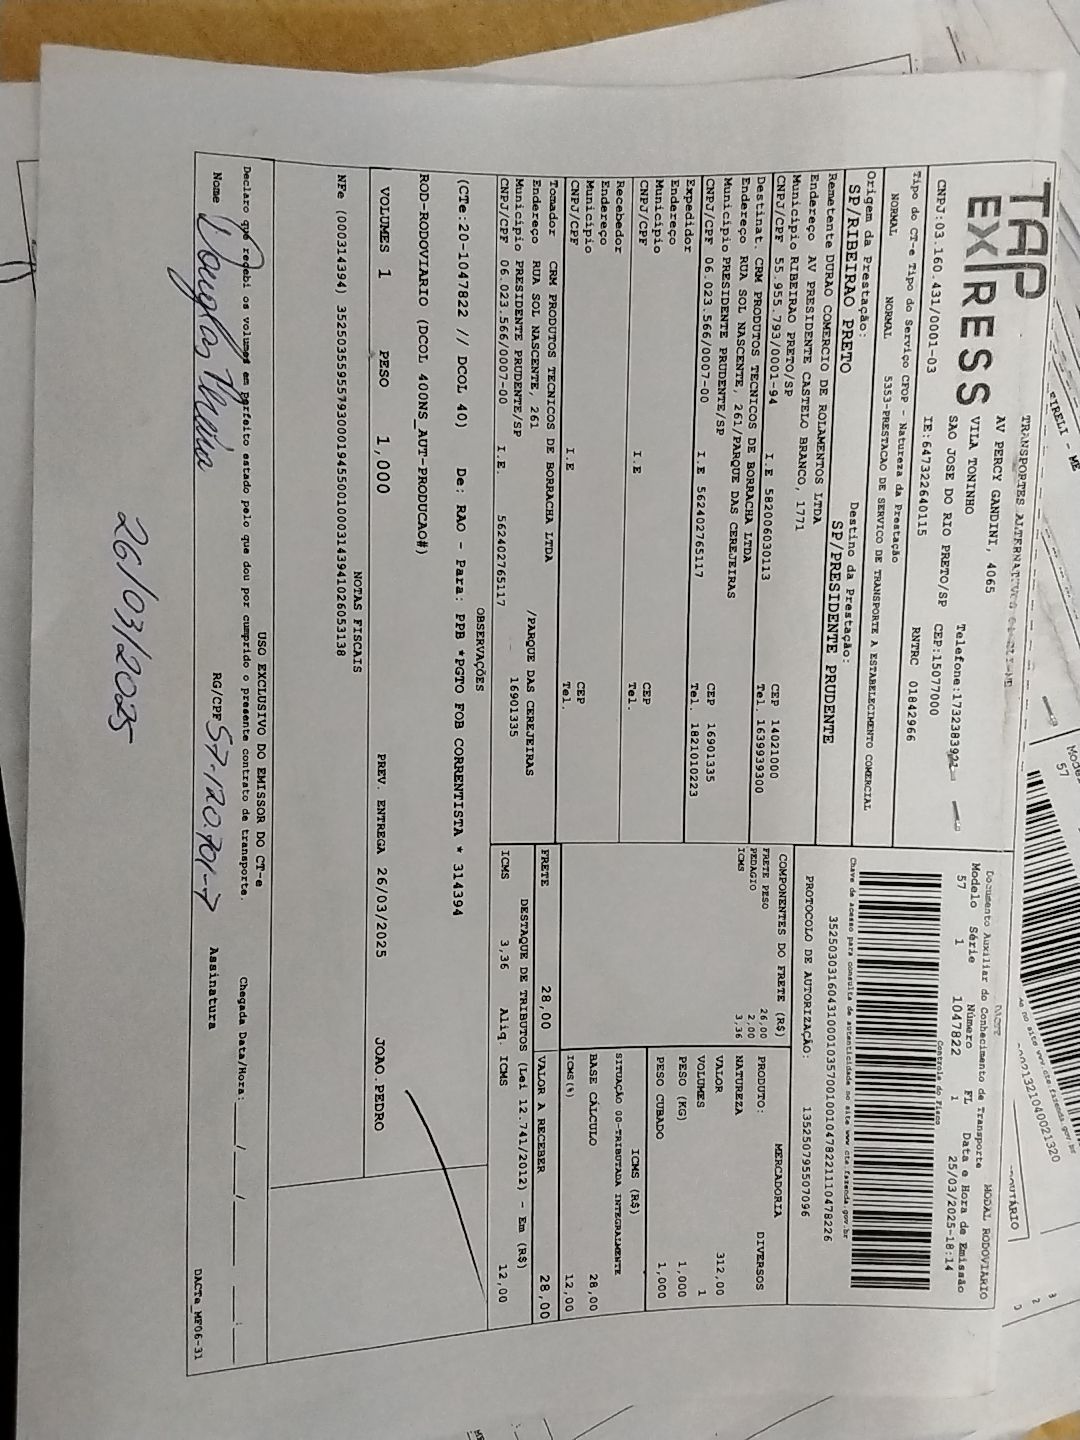 TAP
EXPRESS
AV PERCY GANDINI, 4065
VILA TONINHO
SAO JOSE DO RIO PRETO/SP
CEP:15077000
CNPJ:03.160.431/0001-03
IE:647322640115
RNTRC 01842966
Tipo do CT-e Tipo do Serviço CFOP - Natureza da Prestação
NORMAL NORMAL 5353-PRESTACAO DE SERVICO DE TRANSPORTE A ESTABELECIMENTO COMERCIAL
Origem da Prestação: Destino da Prestação:
SP/RIBEIRAO PRETO SP/PRESIDENTE PRUDENTE
Remetente DURAO COMERCIO DE ROLAMENTOS LTDA
Endereço AV PRESIDENTE CASTELO BRANCO, 1771
Município RIBEIRAO PRETO/SP CEP 14021000
CNPJ/CPF 55.955.793/0001-94 I.E 582006030113 Tel. 1639939300
Destinat. CRM PRODUTOS TECNICOS DE BORRACHA LTDA
Endereço RUA SOL NASCENTE, 261/PARQUE DAS CEREJEIRAS
Município PRESIDENTE PRUDENTE/SP CEP 16901335
CNPJ/CPF 06.023.566/0007-00 I.E 562402765117 Tel. 1821010223
Expedidor
Endereço
Município CEP
CNPJ/CPF I.E Tel.
Recebedor
Endereço
Município CEP
CNPJ/CPF I.E Tel.
Tomador CRM PRODUTOS TECNICOS DE BORRACHA LTDA
Endereço RUA SOL NASCENTE, 261 /PARQUE DAS CEREJEIRAS
Município PRESIDENTE PRUDENTE/SP 16901335
CNPJ/CPF 06.023.566/0007-00 I.E. 562402765117
Documento Auxiliar do Conhecimento de Transporte MODAL RODOVIARIO
Modelo Série Número FL Data e Hora de Emissão
57 1 1047822 1 25/03/2025-18:14
Controle do Fisco
Chave de acesso para consulta de autenticidade no site www.cte.fazenda.gov.br
PROTOCOLO DE AUTORIZAÇÃO: 135250795507096
COMPONENTES DO FRETE (R$)
FRETE PESO 26,00
PEDAGIO 2,00
ICMS 3,36
MERCADORIA
PRODUTO: DIVERSOS
NATUREZA
VALOR 312,00
VOLUMES 1
PESO (KG) 1,000
PESO CUBADO 1,000
ICMS (R$)
SITUAÇÃO 00-TRIBUTADA INTEGRALMENTE
BASE CÁLCULO 28,00
ICMS(%) 12,00
FRETE 28,00 VALOR A RECEBER 28,00
DESTAQUE DE TRIBUTOS (Lei 12.741/2012) - Em (R$)
ICMS 3,36 Aliq. ICMS 12,00
OBSERVAÇÕES
(CTe:20-1047822 // DCOL 40) De: RAO - Para: PPB *PGTO FOB CORRENTISTA * 314394
ROD-RODOVIARIO (DCOL 400NS_AUT-PRODUCAO#)
VOLUMES 1 PESO 1,000 PREV. ENTREGA 26/03/2025 JOAO.PEDRO
NOTAS FISCAIS
NFe (000314394) 35250355955793000194550010003143941026053138
USO EXCLUSIVO DO EMISSOR DO CT-e
Declaro que recebi os volumes em perfeito estado pelo que dou por cumprido o presente contrato de transporte. Chegada Data/Hora:____/____/______ ____:____
Nome Douglas RG/CPF 57.120.701-7 Assinatura
DACTe_MF06-31
26/03/2025